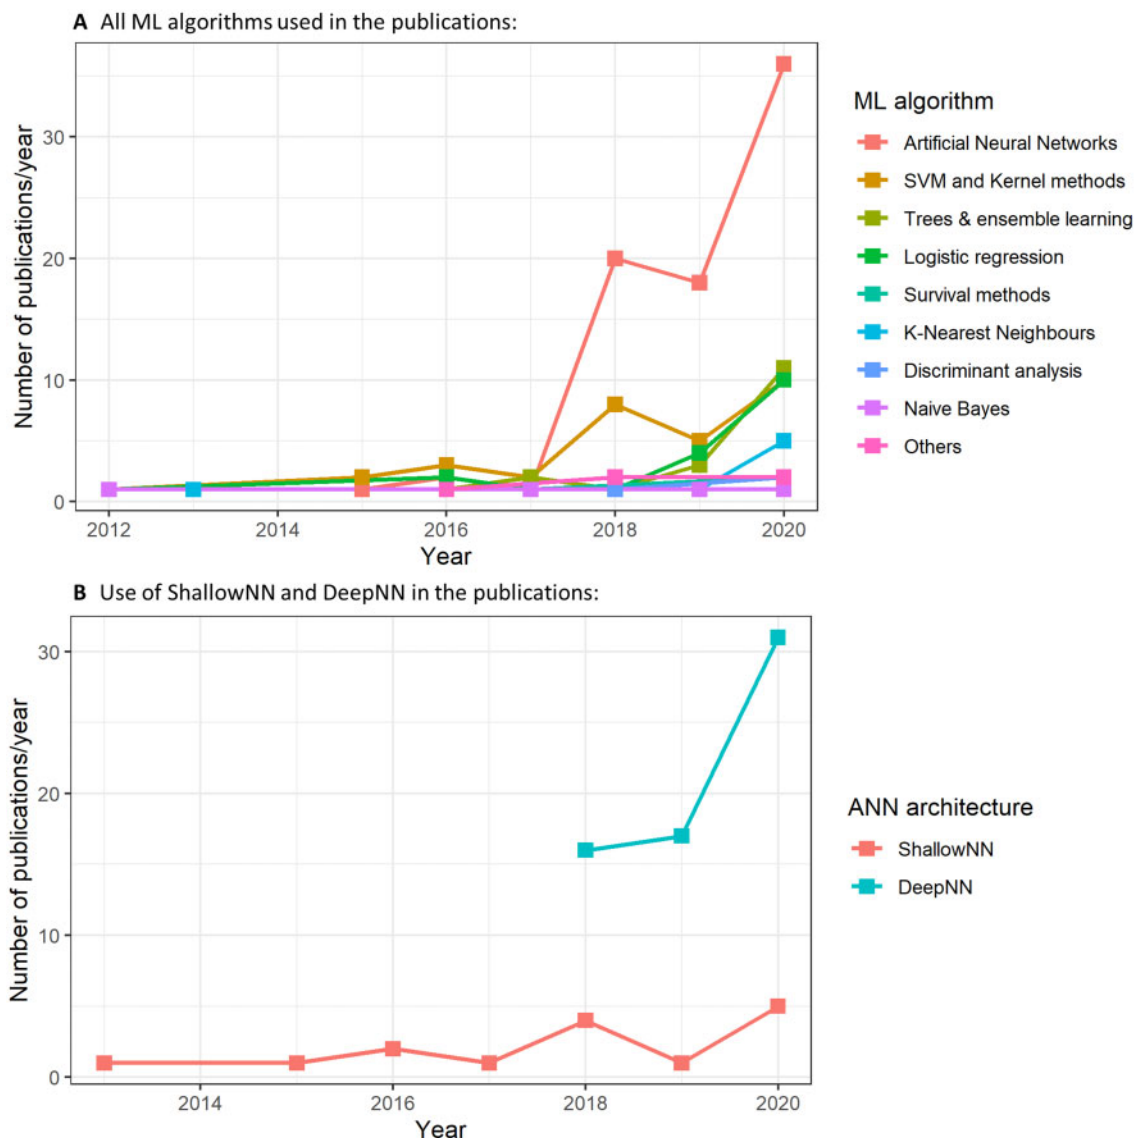 A All ML algorithms used in the publications:
Number of publications/year
30
20
10
0
2012 2014 2016 2018 2020
Year
ML algorithm
Artificial Neural Networks
SVM and Kernel methods
Trees & ensemble learning
Logistic regression
Survival methods
K-Nearest Neighbours
Discriminant analysis
Naive Bayes
Others
B Use of ShallowNN and DeepNN in the publications:
Number of publications/year
30
20
10
0
2014 2016 2018 2020
Year
ANN architecture
ShallowNN
DeepNN